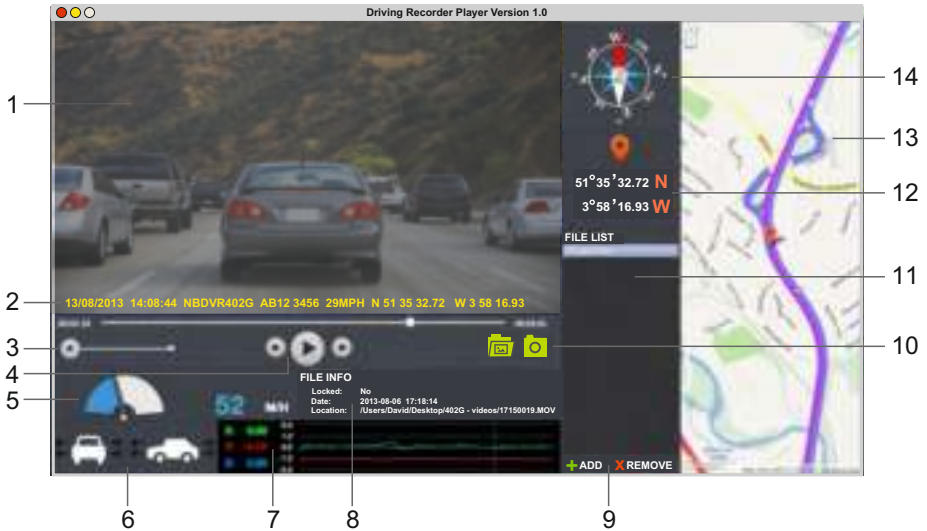 Driving Recorder Player Version 1.0
W
1
14
13
51°35’32.72 N
12
3°58’16.93 W
FILE LIST
11
2
13/08/2013 14:08:44 NBDVR402G AB12 3456 29MPH N 51 35 32.72 W 3 58 16.93
3
10
4
FILE INFO
5
Locked: No
Date: 2013-08-06 17:18:14
Location: /Users/David/Desktop/402G - videos/17150019.MOV
52 M/H
+ ADD X REMOVE
6
7
8
9